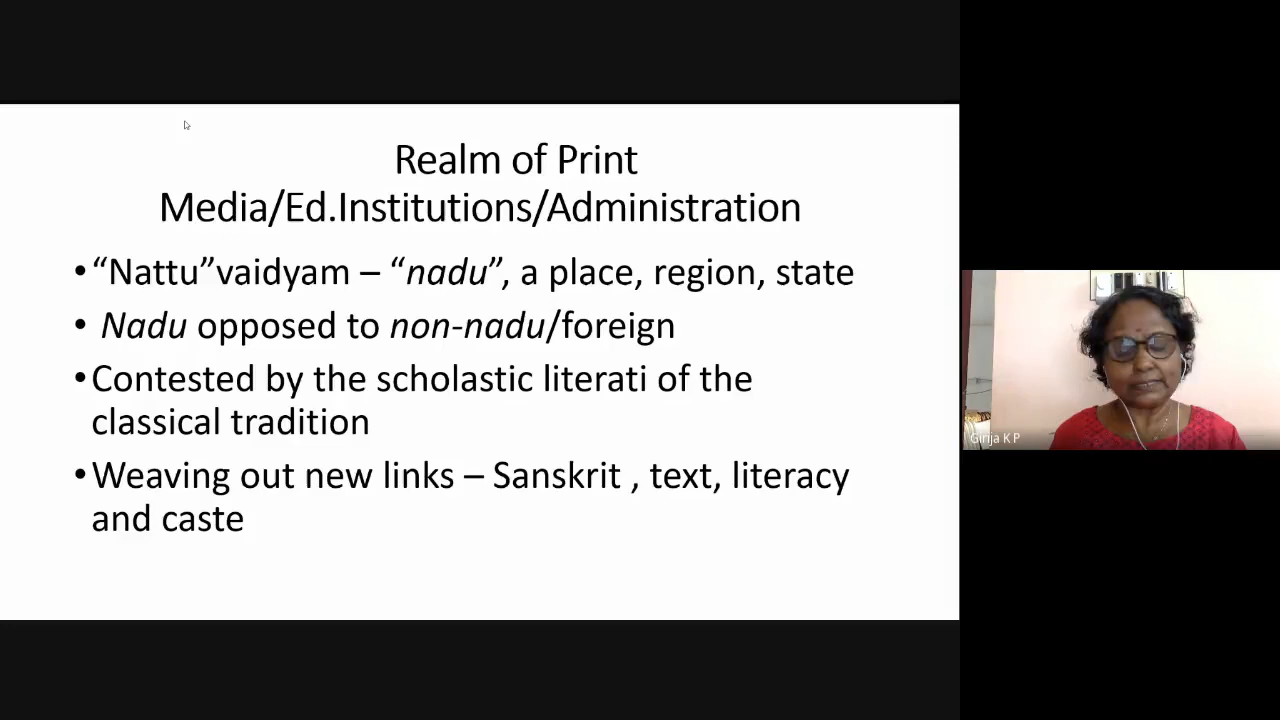 Realm of Print
Media/Ed.Institutions/Administration
•“Nattu”vaidyam – “nadu”, a place, region, state
• Nadu opposed to non-nadu/foreign
•Contested by the scholastic literati of the
classical tradition
•Weaving out new links – Sanskrit , text, literacy
and caste
Girija K P